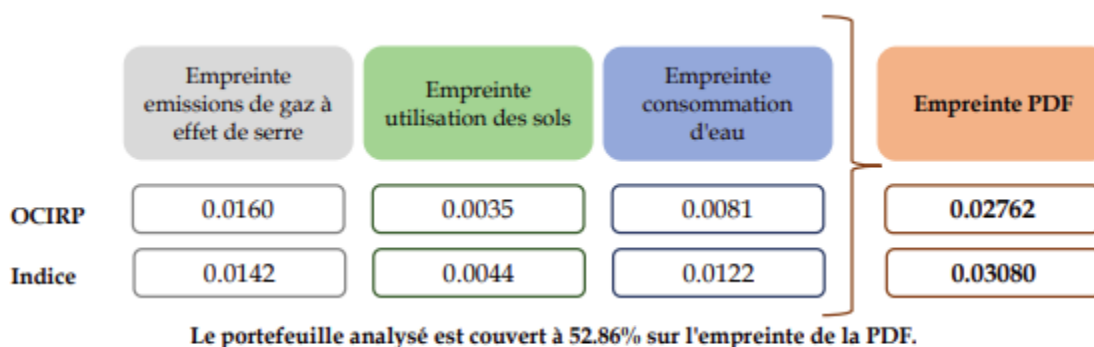 Empreinte
emissions de gaz à
effet de serre
Empreinte
utilisation des sols
Empreinte
consommation
d'eau
Empreinte PDF
OCIRP 0.0160 0.0035 0.0081 0.02762
Indice 0.0142 0.0044 0.0122 0.03080
Le portefeuille analysé est couvert à 52.86% sur l'empreinte de la PDF.